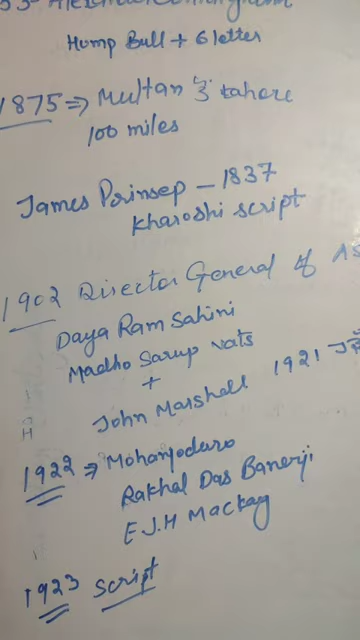 Hump Bull + 6 letter
1875 ⇒ Multan & Lahore
100 miles
James Prinsep - 1837
Kharoshi script
1902 Director General of AS
Daya Ram Sahini
Madho Sarup vats
+
John Marshall 1921
1922 ⇒ Mohanjodaro
Rakhal Das Banerji
E.J.H Mackay
1923 Script